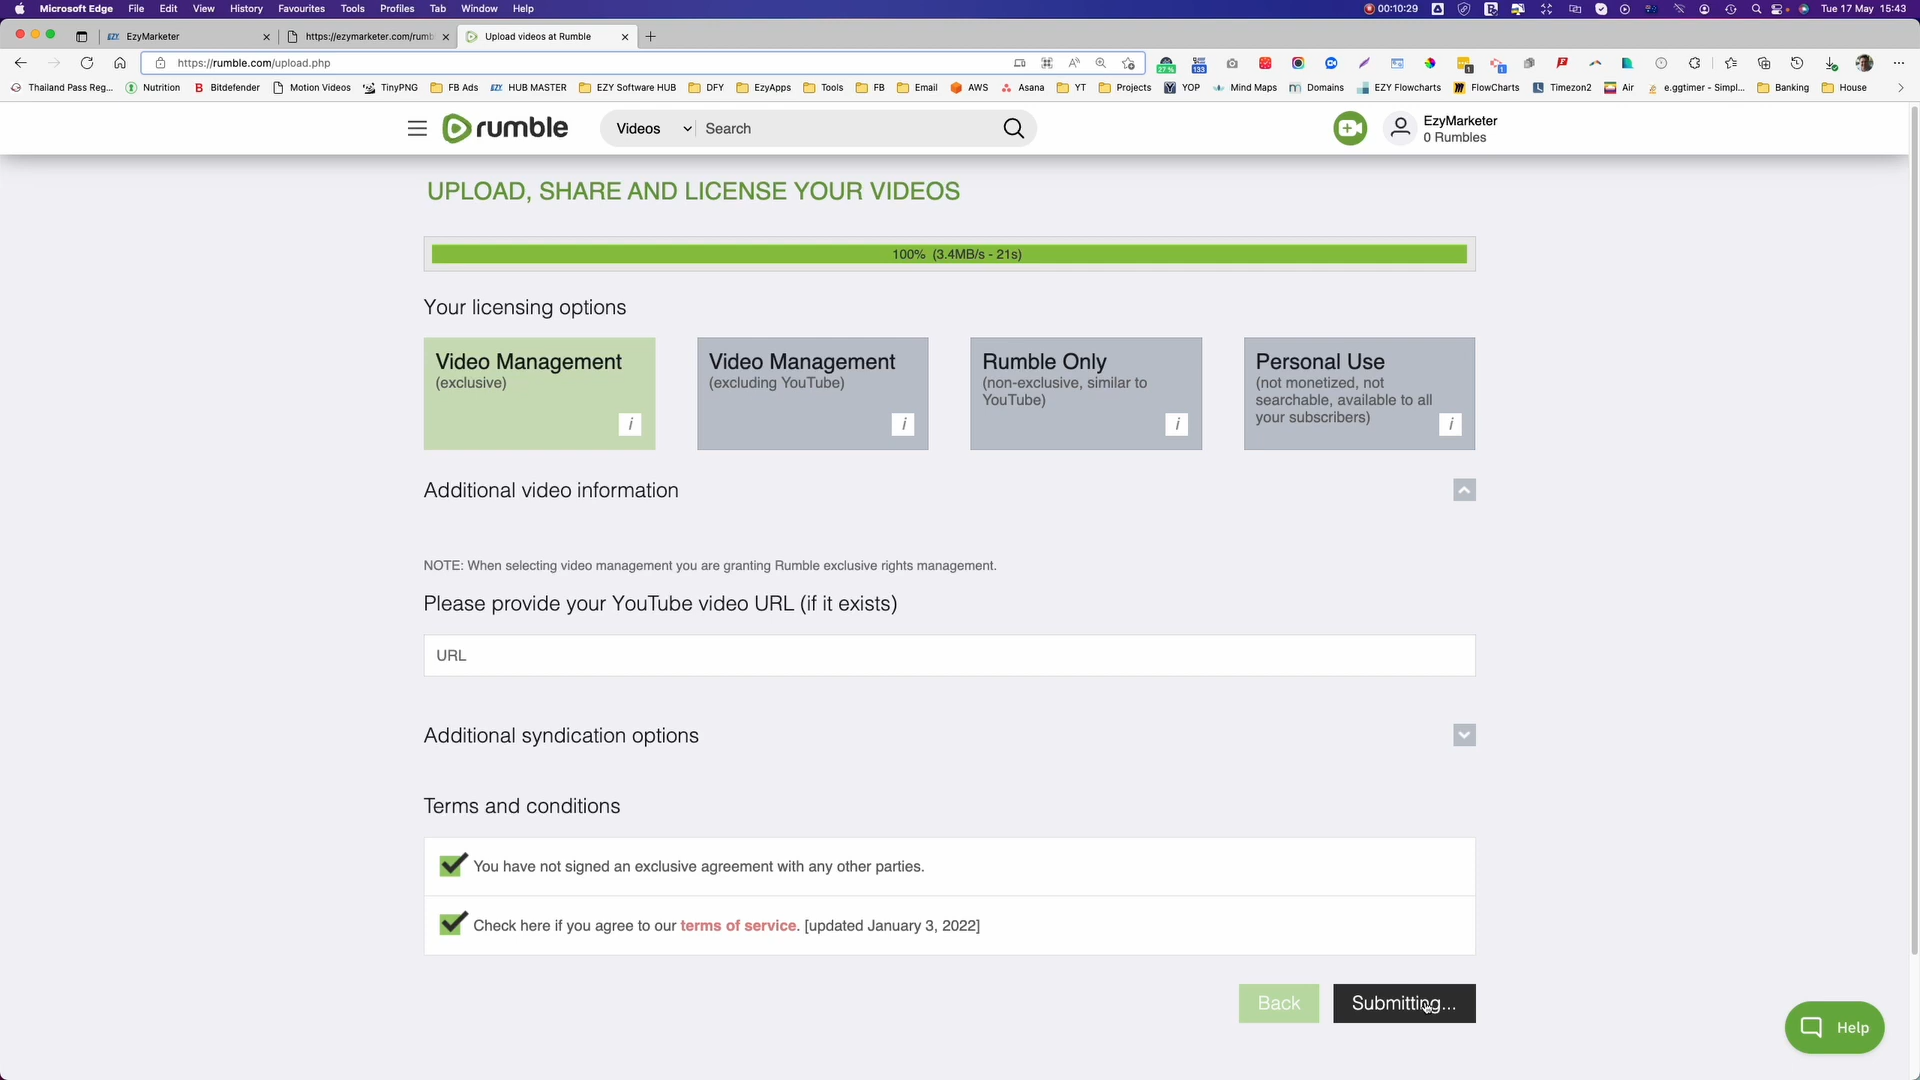 Microsoft Edge File Edit View History Favourites Tools Profiles Tab Window Help 00:10:29 Tue 17 May 15:43
EzyMarketer https://ezymarketer.com/rumb Upload videos at Rumble
https://rumble.com/upload.php 27 % 133 1 1
Thailand Pass Reg... Nutrition Bitdefender Motion Videos TinyPNG FB Ads HUB MASTER EZY Software HUB DFY EzyApps Tools FB Email AWS Asana YT Projects YOP Mind Maps Domains EZY Flowcharts FlowCharts Timezon2 Air e.ggtimer - Simpl... Banking House
rumble Videos Search EzyMarketer
0 Rumbles
UPLOAD, SHARE AND LICENSE YOUR VIDEOS
100% (3.4MB/s - 21s)
Your licensing options
Video Management
(exclusive)
i
Video Management
(excluding YouTube)
i
Rumble Only
(non-exclusive, similar to
YouTube)
i
Personal Use
(not monetized, not
searchable, available to all
your subscribers)
i
Additional video information
NOTE: When selecting video management you are granting Rumble exclusive rights management.
Please provide your YouTube video URL (if it exists)
URL
Additional syndication options
Terms and conditions
You have not signed an exclusive agreement with any other parties.
Check here if you agree to our terms of service. [updated January 3, 2022]
Back Submitting...
Help